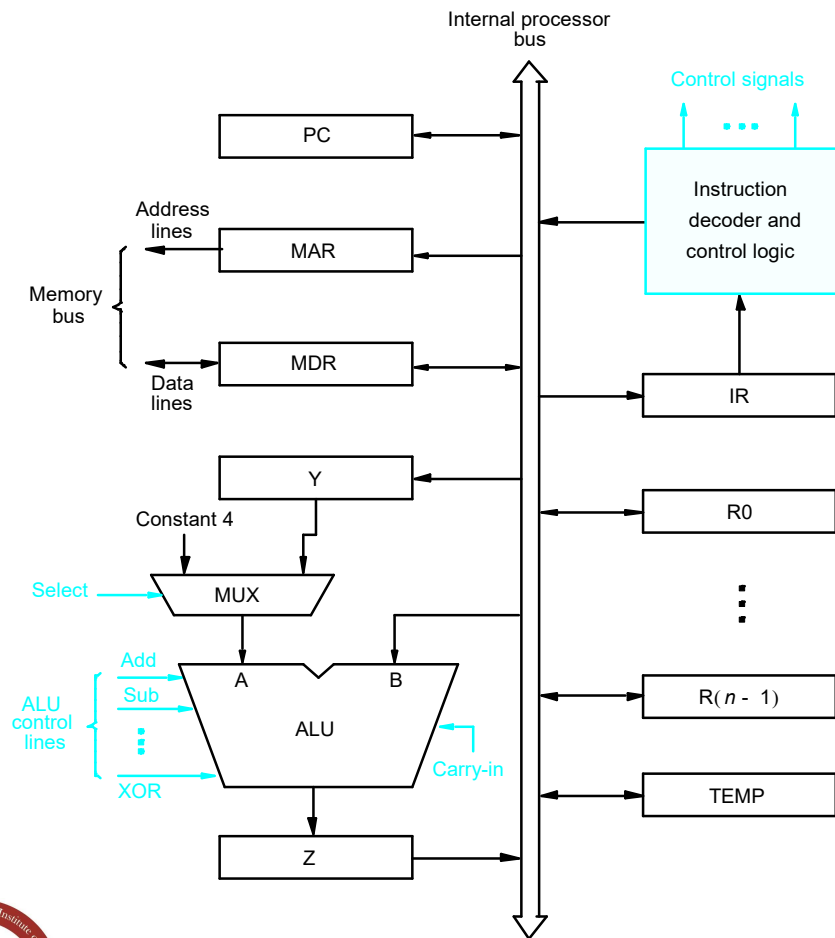 Internal processor
bus
Control signals
PC
Instruction
decoder and
control logic
Address
lines
MAR
Memory
bus
MDR
Data
lines
IR
Y
Constant 4
R0
Select
MUX
Add
A
B
R(n - 1)
Sub
ALU
control
lines
ALU
Carry-in
XOR
TEMP
Z
Institute